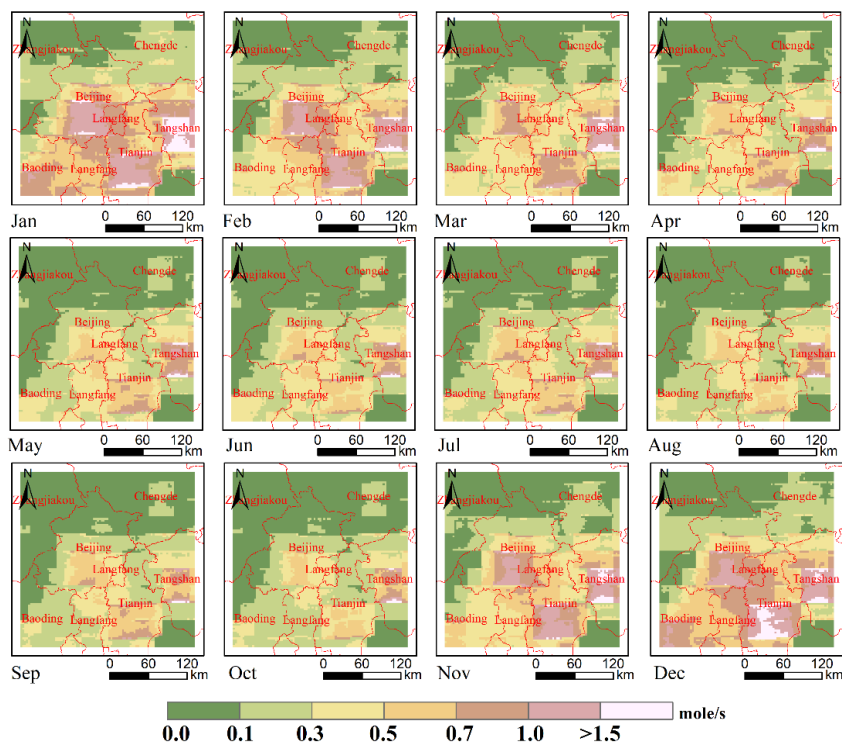 N
Zhangjiakou
Chengde
Beijing
Langfang
Tangshan
Tianjin
Baoding
Langfang
Jan
0 60 120
km
N
Zhangjiakou
Chengde
Beijing
Langfang
Tangshan
Tianjin
Baoding
Langfang
Feb
0 60 120
km
N
Zhangjiakou
Chengde
Beijing
Langfang
Tangshan
Tianjin
Baoding
Langfang
Mar
0 60 120
km
N
Zhangjiakou
Chengde
Beijing
Langfang
Tangshan
Tianjin
Baoding
Langfang
Apr
0 60 120
km
N
Zhangjiakou
Chengde
Beijing
Langfang
Tangshan
Tianjin
Baoding
Langfang
May
0 60 120
km
N
Zhangjiakou
Chengde
Beijing
Langfang
Tangshan
Tianjin
Baoding
Langfang
Jun
0 60 120
km
N
Zhangjiakou
Chengde
Beijing
Langfang
Tangshan
Tianjin
Baoding
Langfang
Jul
0 60 120
km
N
Zhangjiakou
Chengde
Beijing
Langfang
Tangshan
Tianjin
Baoding
Langfang
Aug
0 60 120
km
N
Zhangjiakou
Chengde
Beijing
Langfang
Tangshan
Tianjin
Baoding
Langfang
Sep
0 60 120
km
N
Zhangjiakou
Chengde
Beijing
Langfang
Tangshan
Tianjin
Baoding
Langfang
Oct
0 60 120
km
N
Zhangjiakou
Chengde
Beijing
Langfang
Tangshan
Tianjin
Baoding
Langfang
Nov
0 60 120
km
N
Zhangjiakou
Chengde
Beijing
Langfang
Tangshan
Tianjin
Baoding
Langfang
Dec
0 60 120
km
mole/s
0.0 0.1 0.3 0.5 0.7 1.0 >1.5